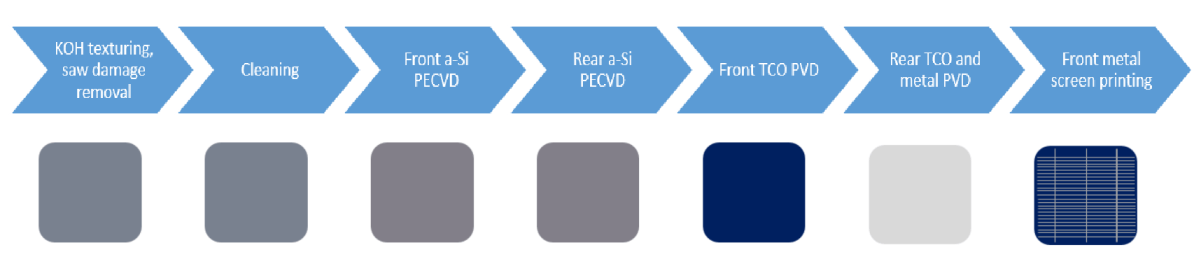 KOH texturing,
saw damage
removal
Cleaning
Front a-Si
PECVD
Rear a-Si
PECVD
Front TCO PVD
Rear TCO and
metal PVD
Front metal
screen printing